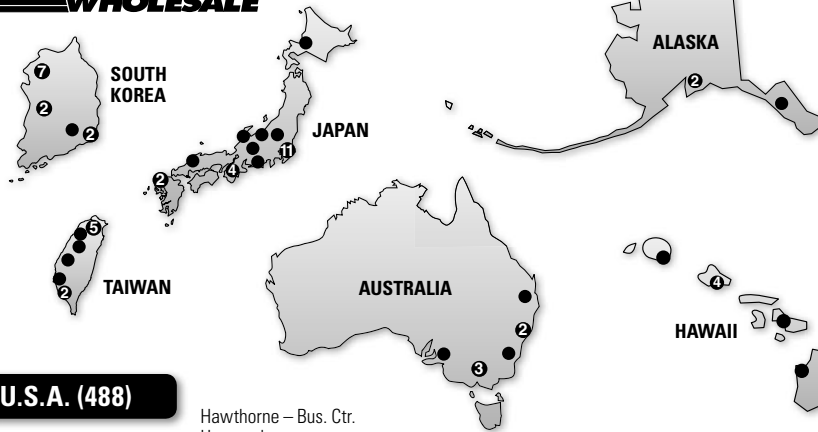 WHOLESALE
ALASKA
2
7
SOUTH
KOREA
2
2
JAPAN
11
4
2
5
TAIWAN
2
AUSTRALIA
2
3
4
HAWAII
U.S.A. (488)
Hawthorne – Bus. Ctr.